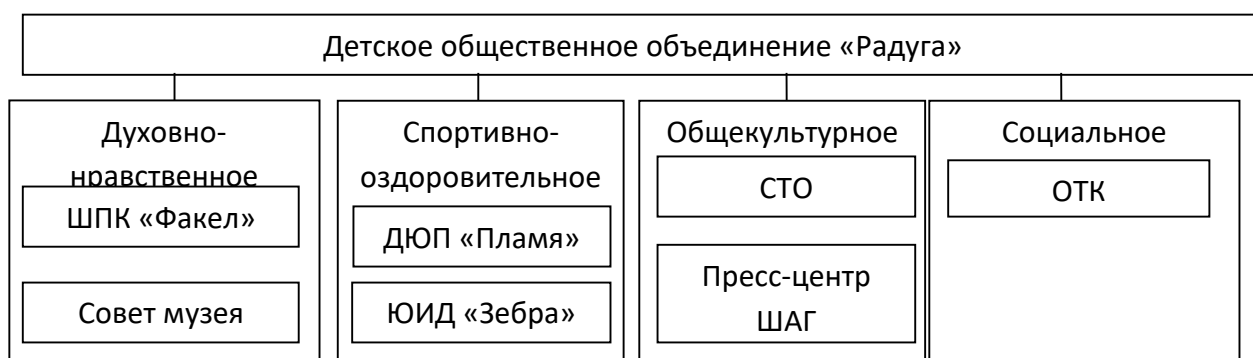 Детское общественное объединение «Радуга»
Духовно-
нравственное
ШПК «Факел»
Совет музея
Спортивно-
оздоровительное
ДЮП «Пламя»
ЮИД «Зебра»
Общекультурное
СТО
Пресс-центр
ШАГ
Социальное
ОТК